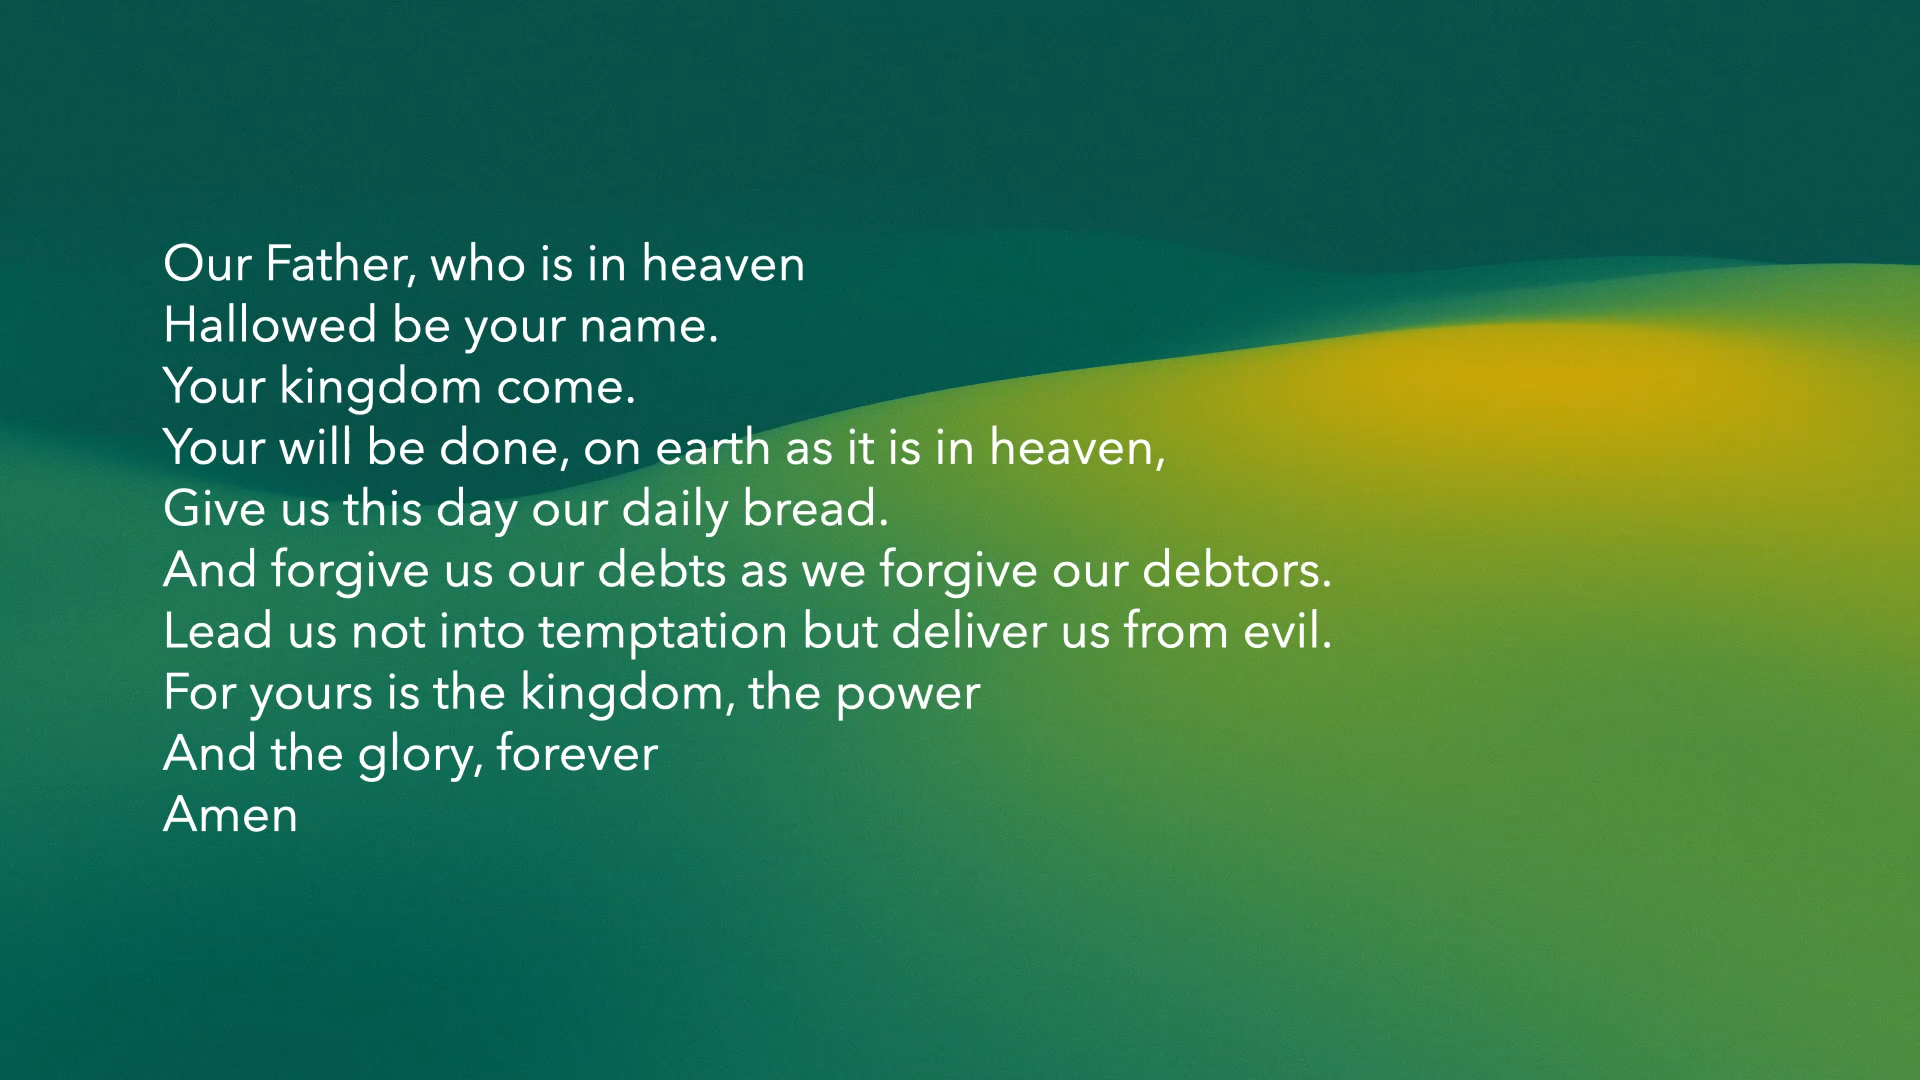 Our Father, who is in heaven
Hallowed be your name.
Your kingdom come.
Your will be done, on earth as it is in heaven,
Give us this day our daily bread.
And forgive us our debts as we forgive our debtors.
Lead us not into temptation but deliver us from evil.
For yours is the kingdom, the power
And the glory, forever
Amen